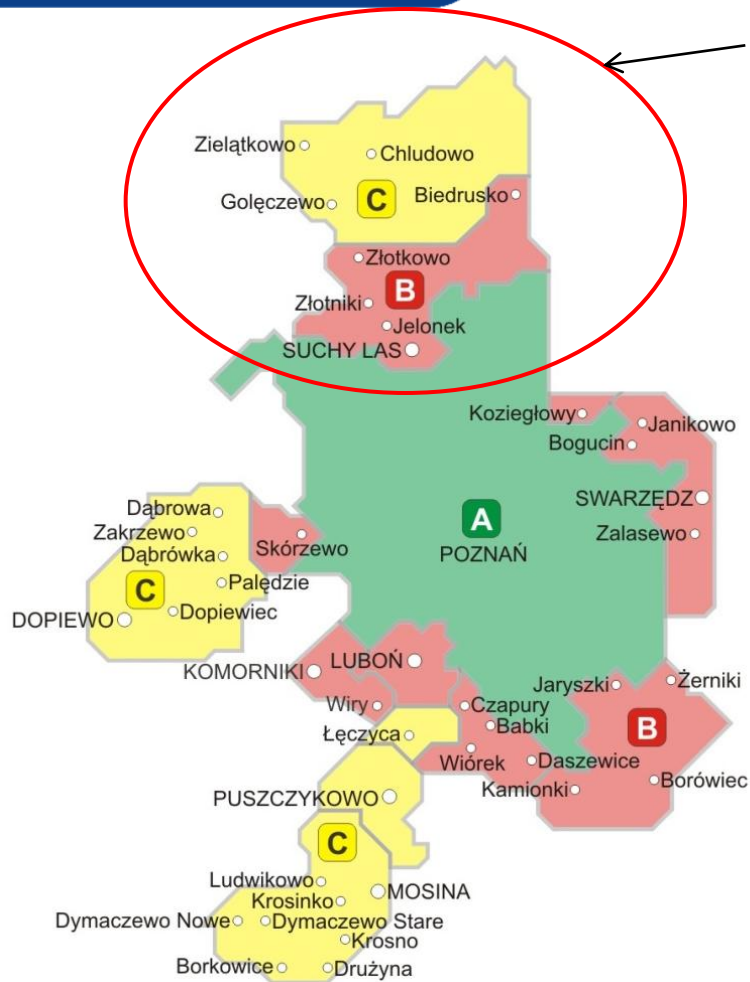 Zielątkowo
Chludowo
Golęczewo
C
Biedrusko
Złotkowo
B
Złotniki
Jelonek
SUCHY LAS
Koziegłowy
Janikowo
Bogucin
SWARZĘDZ
A
Zalasewo
POZNAŃ
Dąbrowa
Zakrzewo
Skórzewo
Dąbrówka
Palędzie
C
Dopiewiec
DOPIEWO
KOMORNIKI
LUBOŃ
Jaryszki
Żerniki
Wiry
Czapury
Babki
B
Łęczyca
Wiórek
Daszewice
Kamionki
Borówiec
PUSZCZYKOWO
C
Ludwikowo
MOSINA
Krosinko
Dymaczewo Nowe
Dymaczewo Stare
Krosno
Borkowice
Drużyna